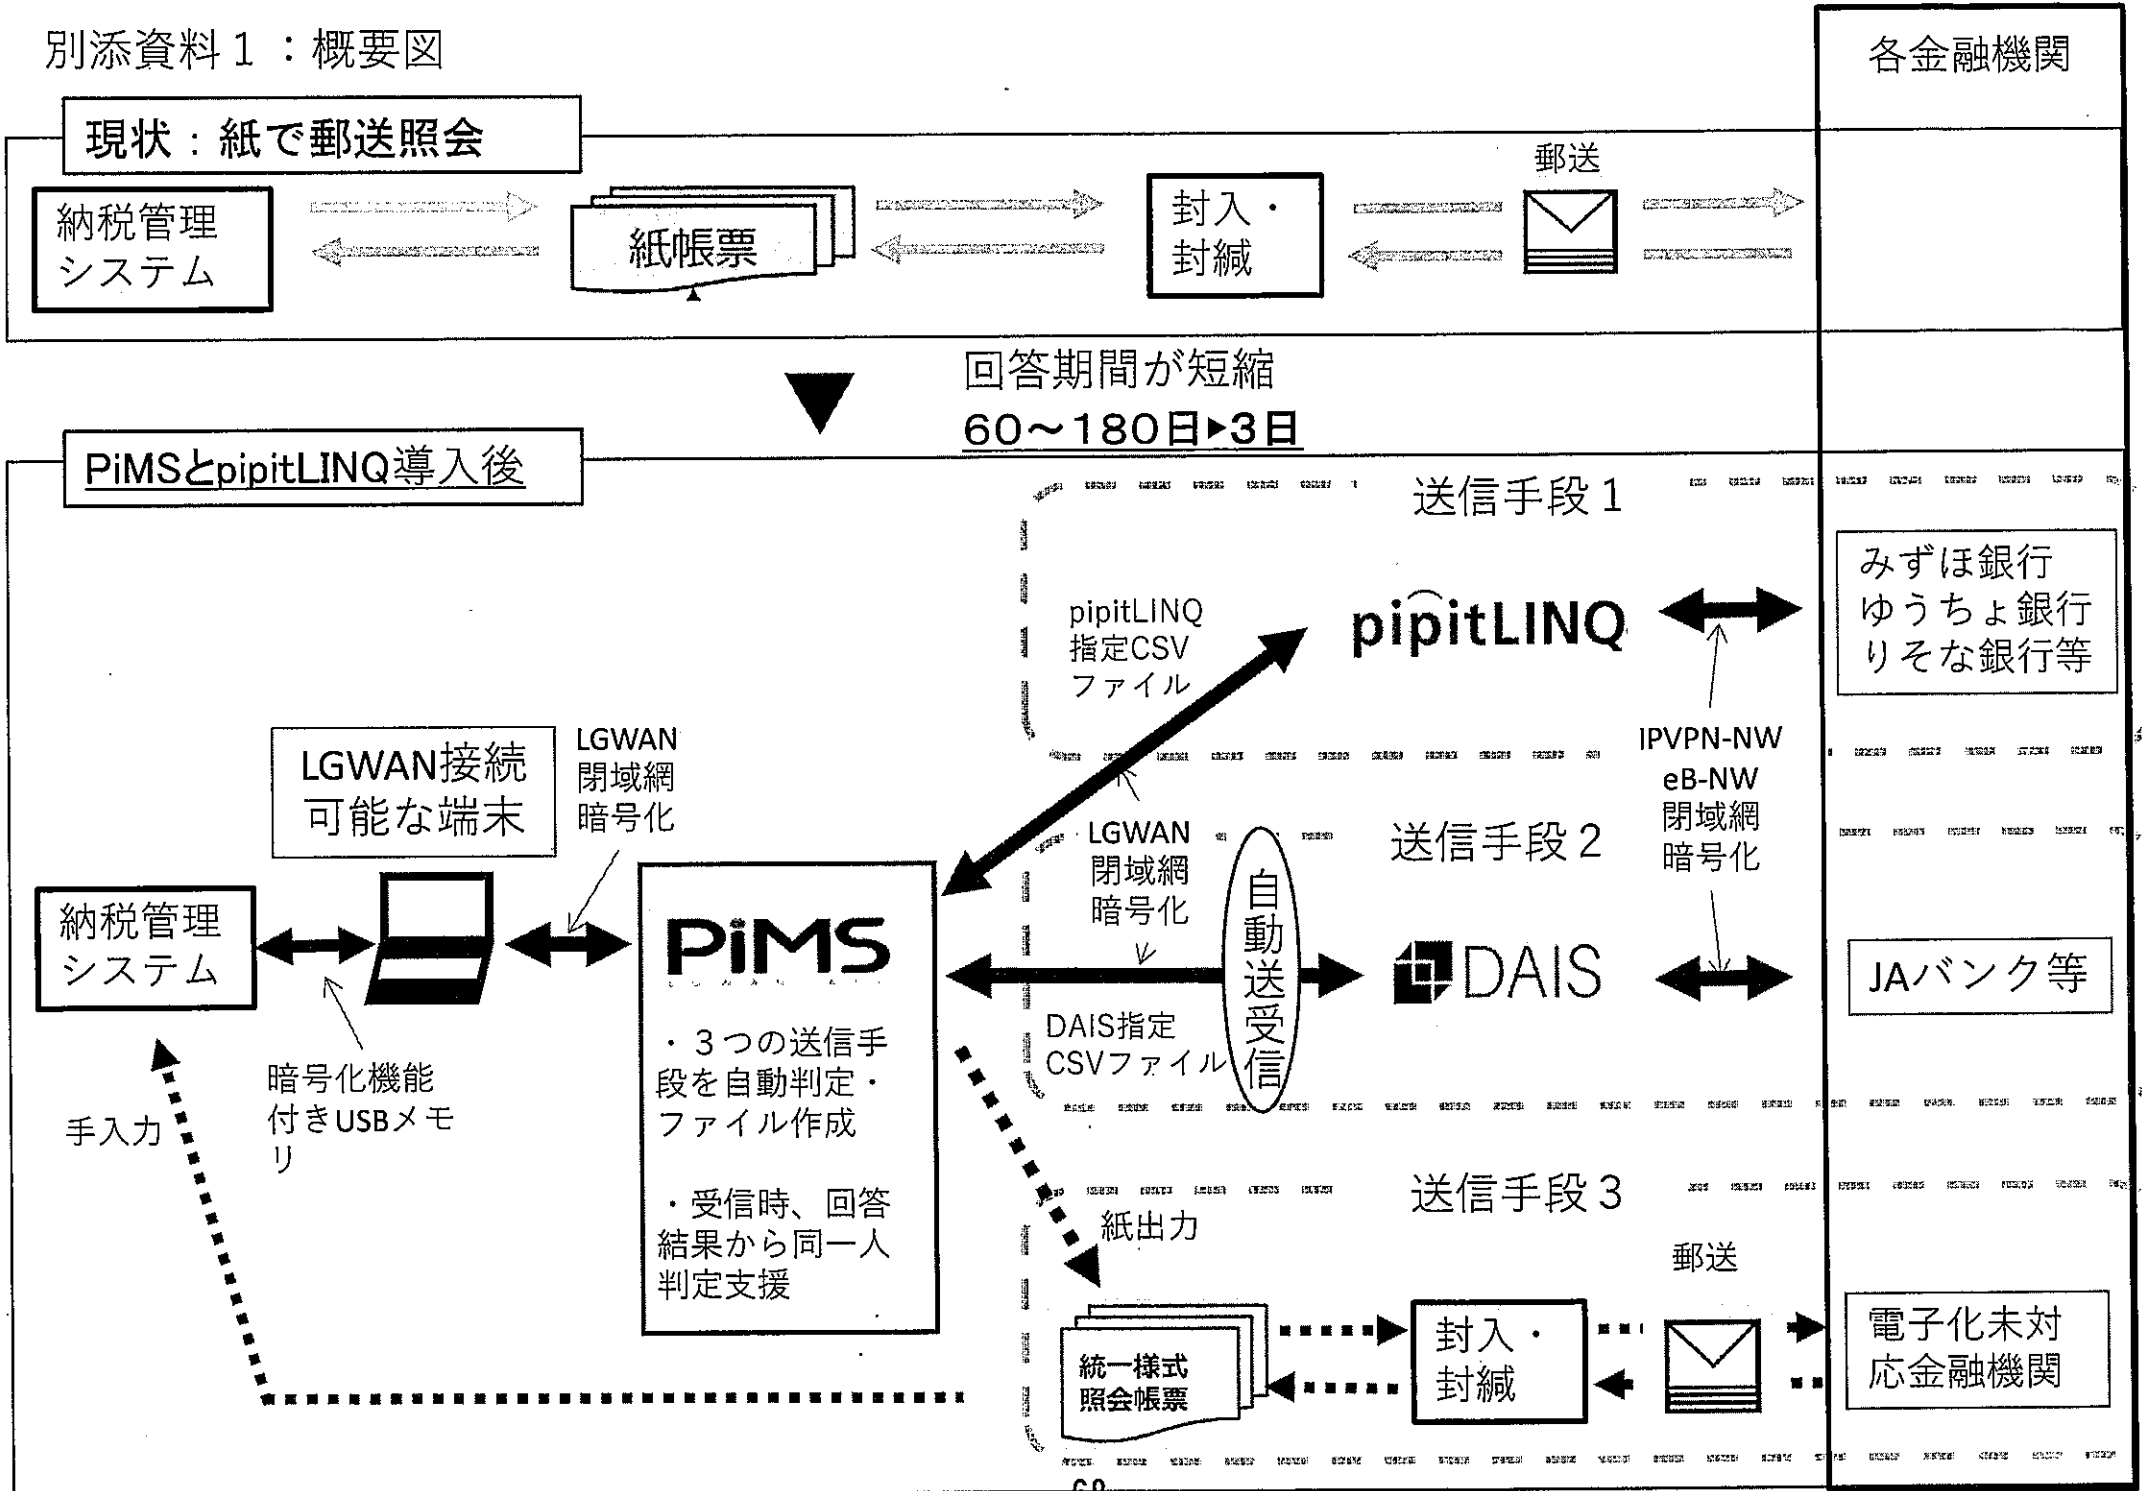 別添資料１：概要図
各金融機関
現状：紙で郵送照会
納税管理
システム
紙帳票
封入・
封緘
郵送
回答期間が短縮
60～180日▶3日
PiMSとpipitLINQ導入後
送信手段１
pipitLINQ
指定CSV
ファイル
pipitLINQ
みずほ銀行
ゆうちょ銀行
りそな銀行等
IPVPN-NW
eB-NW
閉域網
暗号化
LGWAN接続
可能な端末
LGWAN
閉域網
暗号化
LGWAN
閉域網
暗号化
送信手段２
自動送受信
納税管理
システム
PiMS
DAIS
JAバンク等
DAIS指定
CSVファイル
・３つの送信手
段を自動判定・
ファイル作成
・受信時、回答
結果から同一人
判定支援
暗号化機能
付きUSBメモ
リ
手入力
送信手段３
紙出力
郵送
統一様式
照会帳票
封入・
封緘
電子化未対
応金融機関